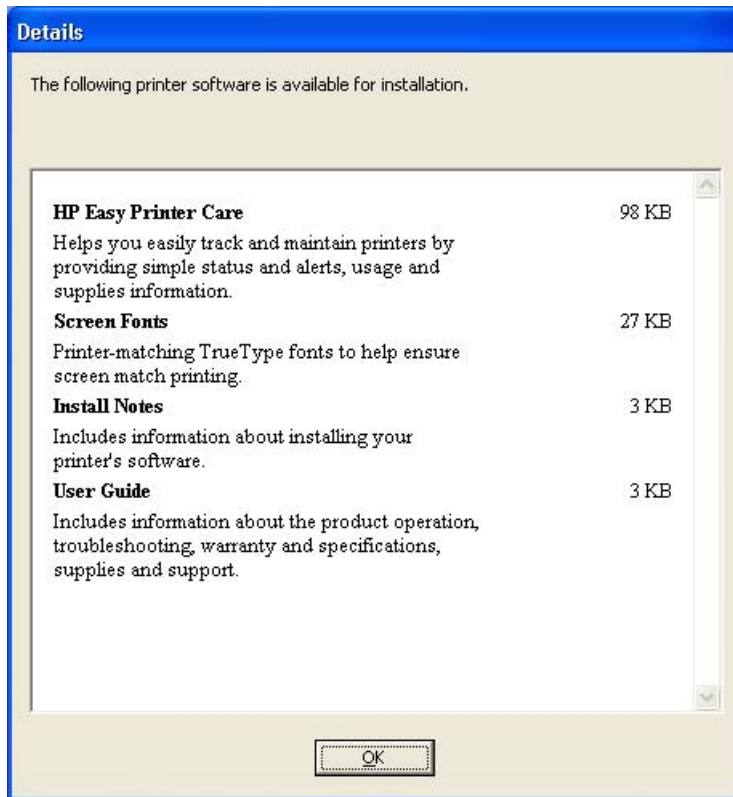 Details
The following printer software is available for installation.
HP Easy Printer Care 98 KB
Helps you easily track and maintain printers by
providing simple status and alerts, usage and
supplies information.
Screen Fonts 27 KB
Printer-matching TrueType fonts to help ensure
screen match printing.
Install Notes 3 KB
Includes information about installing your
printer's software.
User Guide 3 KB
Includes information about the product operation,
troubleshooting, warranty and specifications,
supplies and support.
OK